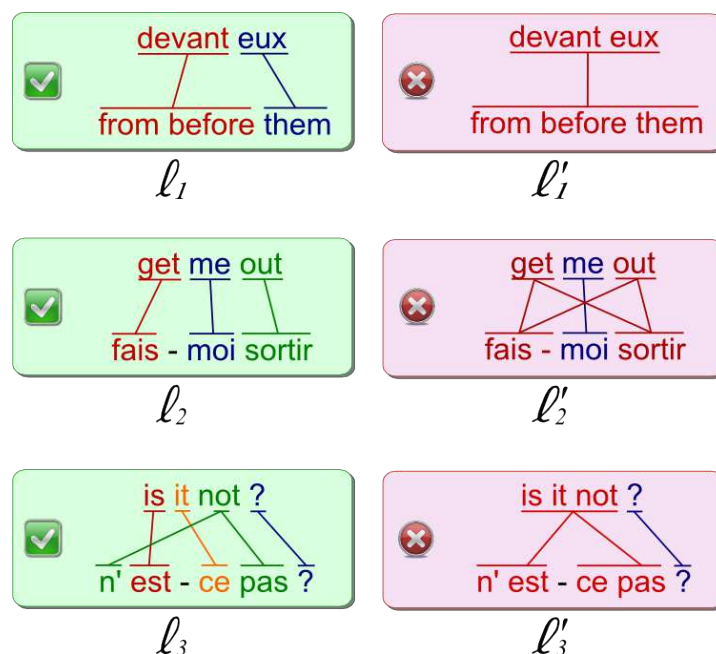 devant eux
from before them
ℓ1
devant eux
from before them
ℓ'1
get me out
fais - moi sortir
ℓ2
get me out
fais - moi sortir
ℓ'2
is it not ?
n' est - ce pas ?
ℓ3
is it not ?
n' est - ce pas ?
ℓ'3